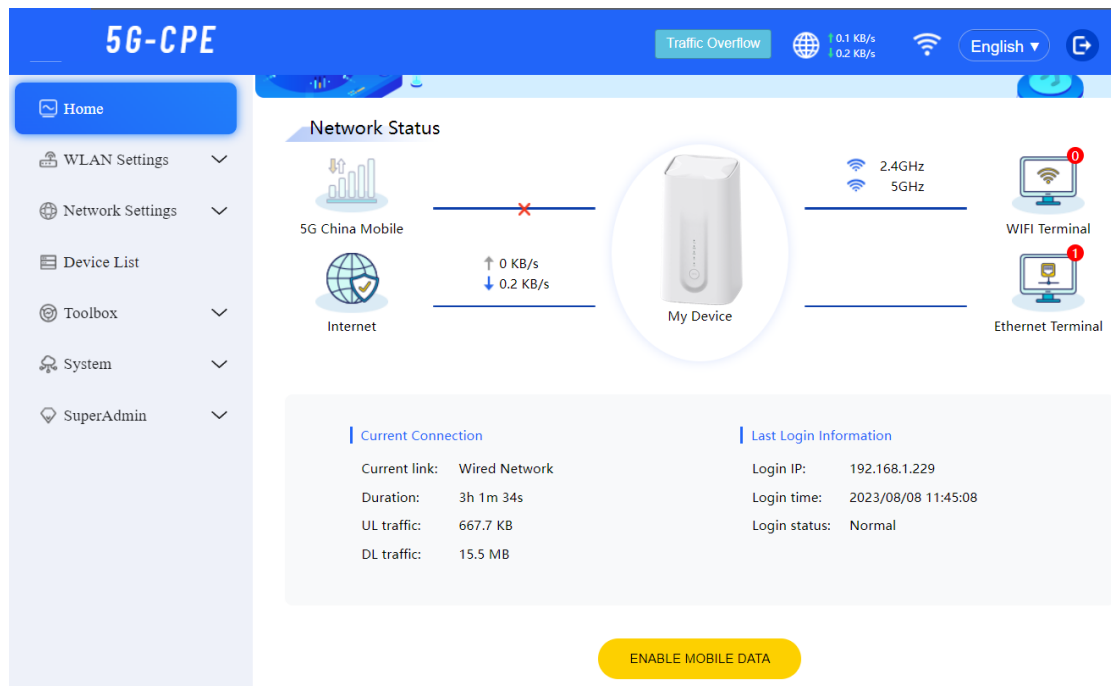 5G-CPE
Traffic Overflow
↑ 0.1 KB/s
↓ 0.2 KB/s
English ▼
Home
WLAN Settings
Network Settings
Device List
Toolbox
System
SuperAdmin
Network Status
5G China Mobile
Internet
↑ 0 KB/s
↓ 0.2 KB/s
My Device
2.4GHz
5GHz
0
WIFI Terminal
1
Ethernet Terminal
Current Connection
Current link: Wired Network
Duration: 3h 1m 34s
UL traffic: 667.7 KB
DL traffic: 15.5 MB
Last Login Information
Login IP: 192.168.1.229
Login time: 2023/08/08 11:45:08
Login status: Normal
ENABLE MOBILE DATA